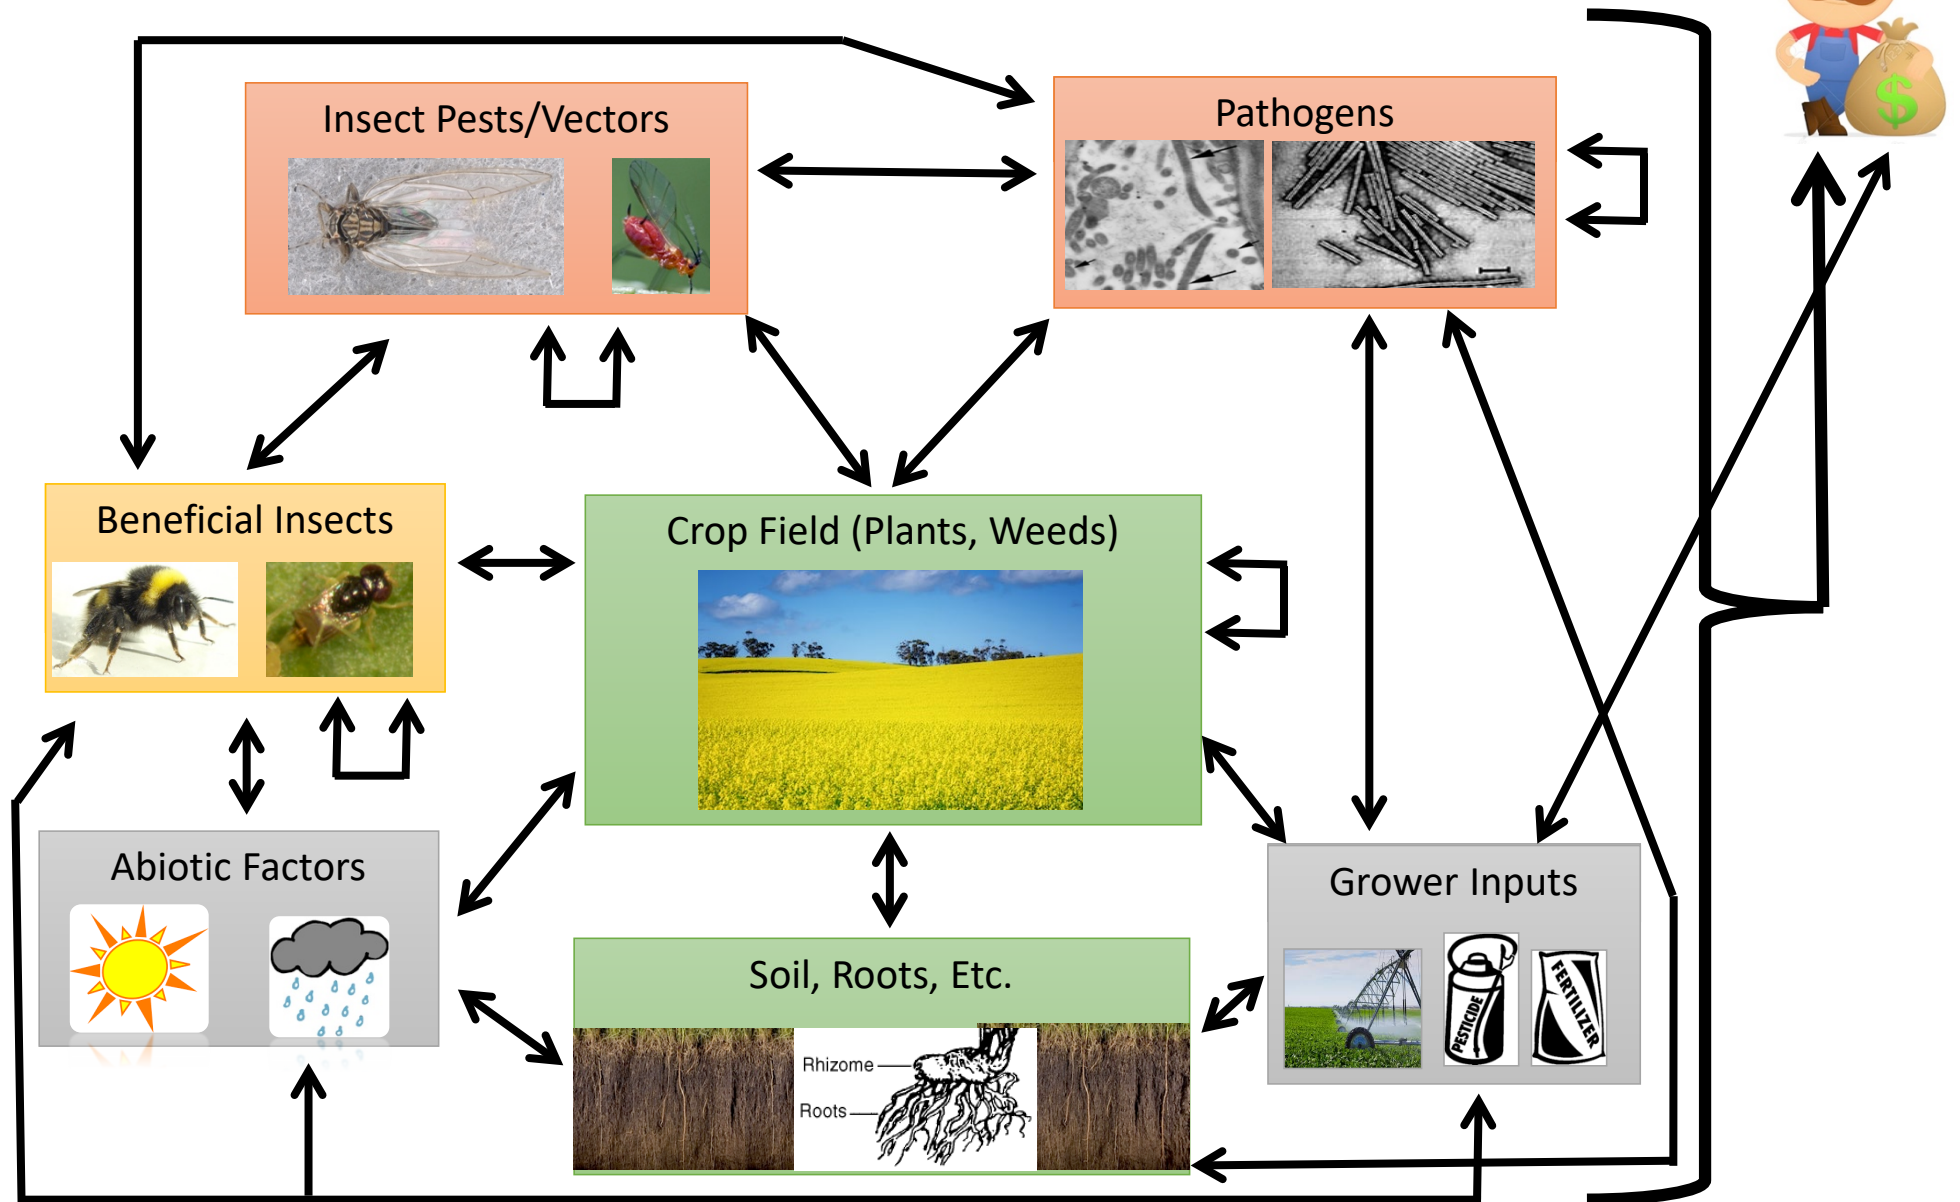 Insect Pests/Vectors
Pathogens
$
Beneficial Insects
Crop Field (Plants, Weeds)
Abiotic Factors
Grower Inputs
PESTICIDE
FERTILIZER
Soil, Roots, Etc.
Rhizome
Roots